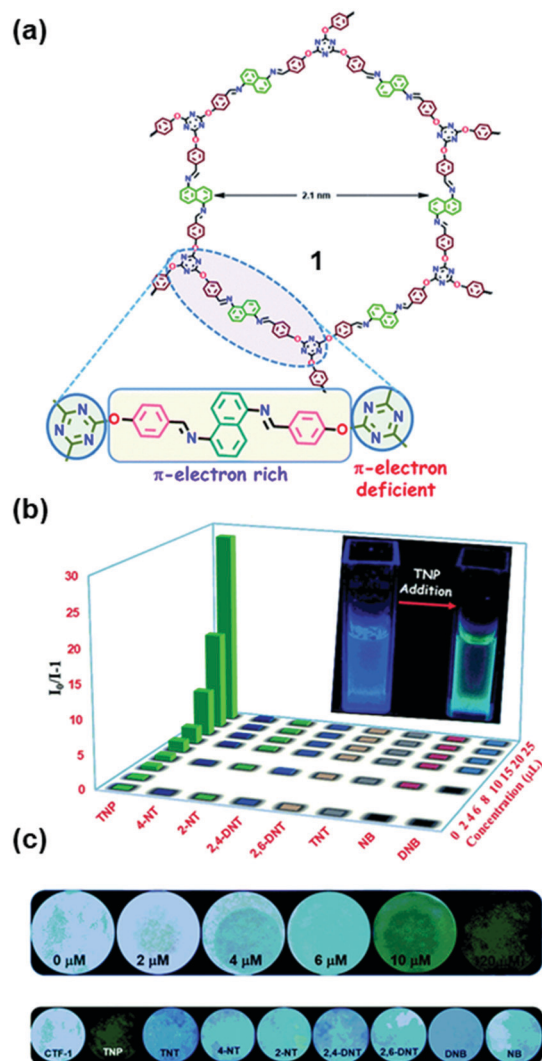 (a)
2.1 nm
1
π-electron rich
π-electron
deficient
(b)
TNP
Addition
I₀/I-1
30
25
20
15
10
5
0
TNP
4-NT
2-NT
2,4-DNT
2,6-DNT
TNT
NB
DNB
0 2 4 6 8 10 15 20 25
Concentration (µL)
(c)
0 µM
2 µM
4 µM
6 µM
10 µM
120 µM
CTF-1
TNP
TNT
4-NT
2-NT
2,4-DNT
2,6-DNT
DNB
NB